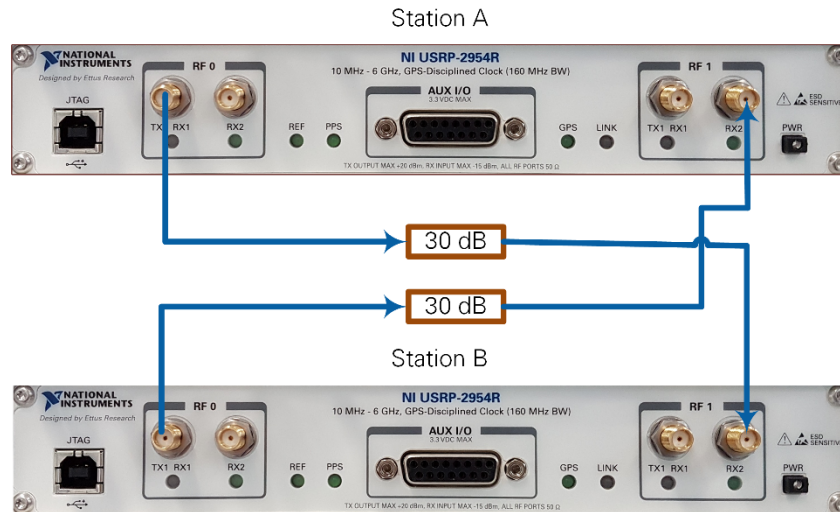 Station A
NATIONAL INSTRUMENTS
Designed by Ettus Research
NI USRP-2954R
10 MHz - 6 GHz, GPS-Disciplined Clock (160 MHz BW)
JTAG
RF 0
TX1 RX1
RX2
REF
PPS
AUX I/O
3.3 VDC MAX
GPS
LINK
RF 1
TX1 RX1
RX2
ESD SENSITIVE
PWR
TX OUTPUT MAX +20 dBm, RX INPUT MAX -15 dBm, ALL RF PORTS 50 Ω
30 dB
30 dB
Station B
NATIONAL INSTRUMENTS
Designed by Ettus Research
NI USRP-2954R
10 MHz - 6 GHz, GPS-Disciplined Clock (160 MHz BW)
JTAG
RF 0
TX1 RX1
RX2
REF
PPS
AUX I/O
3.3 VDC MAX
GPS
LINK
RF 1
TX1 RX1
RX2
ESD SENSITIVE
PWR
TX OUTPUT MAX +20 dBm, RX INPUT MAX -15 dBm, ALL RF PORTS 50 Ω